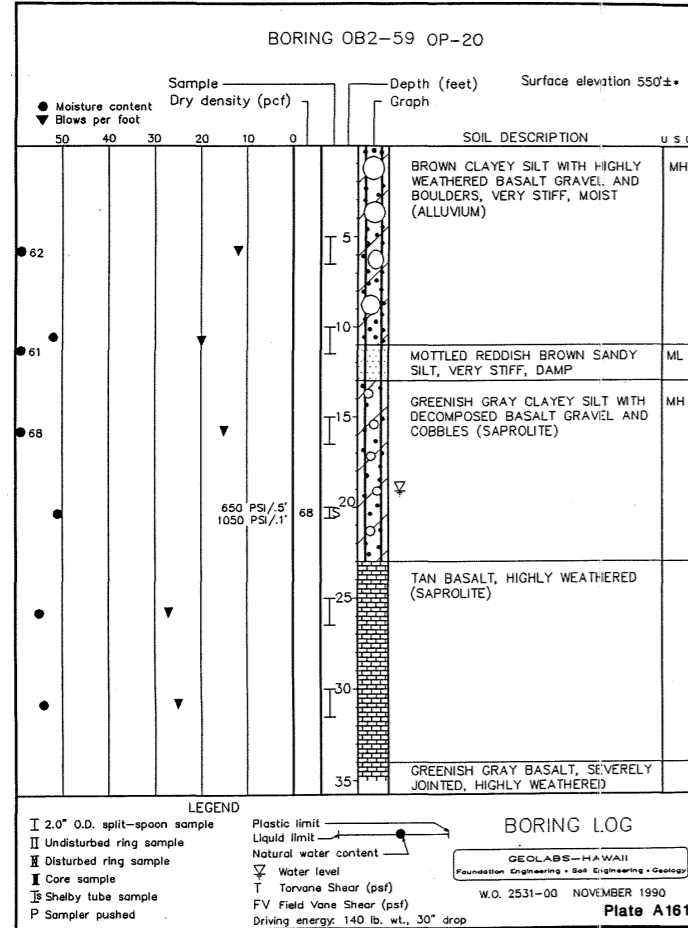 BORING OB2-59 OP-20
Sample
Depth (feet)
Surface elevation 550'±*
● Moisture content
Dry density (pcf)
Graph
▼ Blows per foot
50 40 30 20 10 0
SOIL DESCRIPTION
U S C
BROWN CLAYEY SILT WITH HIGHLY
WEATHERED BASALT GRAVEL AND
BOULDERS, VERY STIFF, MOIST
(ALLUVIUM)
MH
5
62
10
61
MOTTLED REDDISH BROWN SANDY
SILT, VERY STIFF, DAMP
ML
GREENISH GRAY CLAYEY SILT WITH
DECOMPOSED BASALT GRAVEL AND
COBBLES (SAPROLITE)
MH
15
68
650 PSI/.5'
1050 PSI/.1'
68
S
20
TAN BASALT, HIGHLY WEATHERED
(SAPROLITE)
25
30
GREENISH GRAY BASALT, SEVERELY
JOINTED, HIGHLY WEATHERED
35
LEGEND
2.0" O.D. split-spoon sample
Undisturbed ring sample
Disturbed ring sample
Core sample
s Shelby tube sample
P Sampler pushed
Plastic limit
Liquid limit
Natural water content
Water level
T Torvane Shear (psf)
FV Field Vane Shear (psf)
Driving energy: 140 lb. wt., 30" drop
BORING LOG
GEOLABS-HAWAII
Foundation Engineering • Soil Engineering • Geology
W.O. 2531-00 NOVEMBER 1990
Plate A161